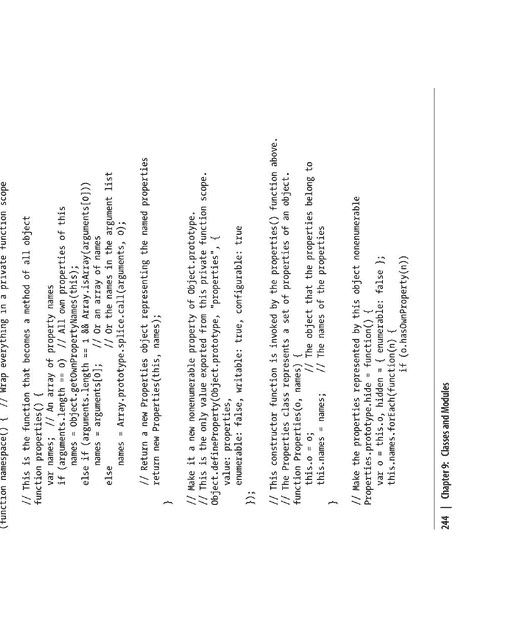 (function namespace() {  // Wrap everything in a private function scope
    // This is the function that becomes a method of all object
    function properties() {
        var names;  // An array of property names
        if (arguments.length == 0)  // All own properties of this
            names = Object.getOwnPropertyNames(this);
        else if (arguments.length == 1 && Array.isArray(arguments[0]))
            names = arguments[0];   // Or an array of names
        else                        // Or the names in the argument list
            names = Array.prototype.splice.call(arguments, 0);
        // Return a new Properties object representing the named properties
        return new Properties(this, names);
    }
    // Make it a new nonenumerable property of Object.prototype.
    // This is the only value exported from this private function scope.
    Object.defineProperty(Object.prototype, "properties", {
        value: properties,
        enumerable: false, writable: true, configurable: true
    });
    // This constructor function is invoked by the properties() function above.
    // The Properties class represents a set of properties of an object.
    function Properties(o, names) {
        this.o = o;            // The object that the properties belong to
        this.names = names;    // The names of the properties
    }
    // Make the properties represented by this object nonenumerable
    Properties.prototype.hide = function() {
        var o = this.o, hidden = { enumerable: false };
        this.names.forEach(function(n) {
            if (o.hasOwnProperty(n))
244 | Chapter 9: Classes and Modules